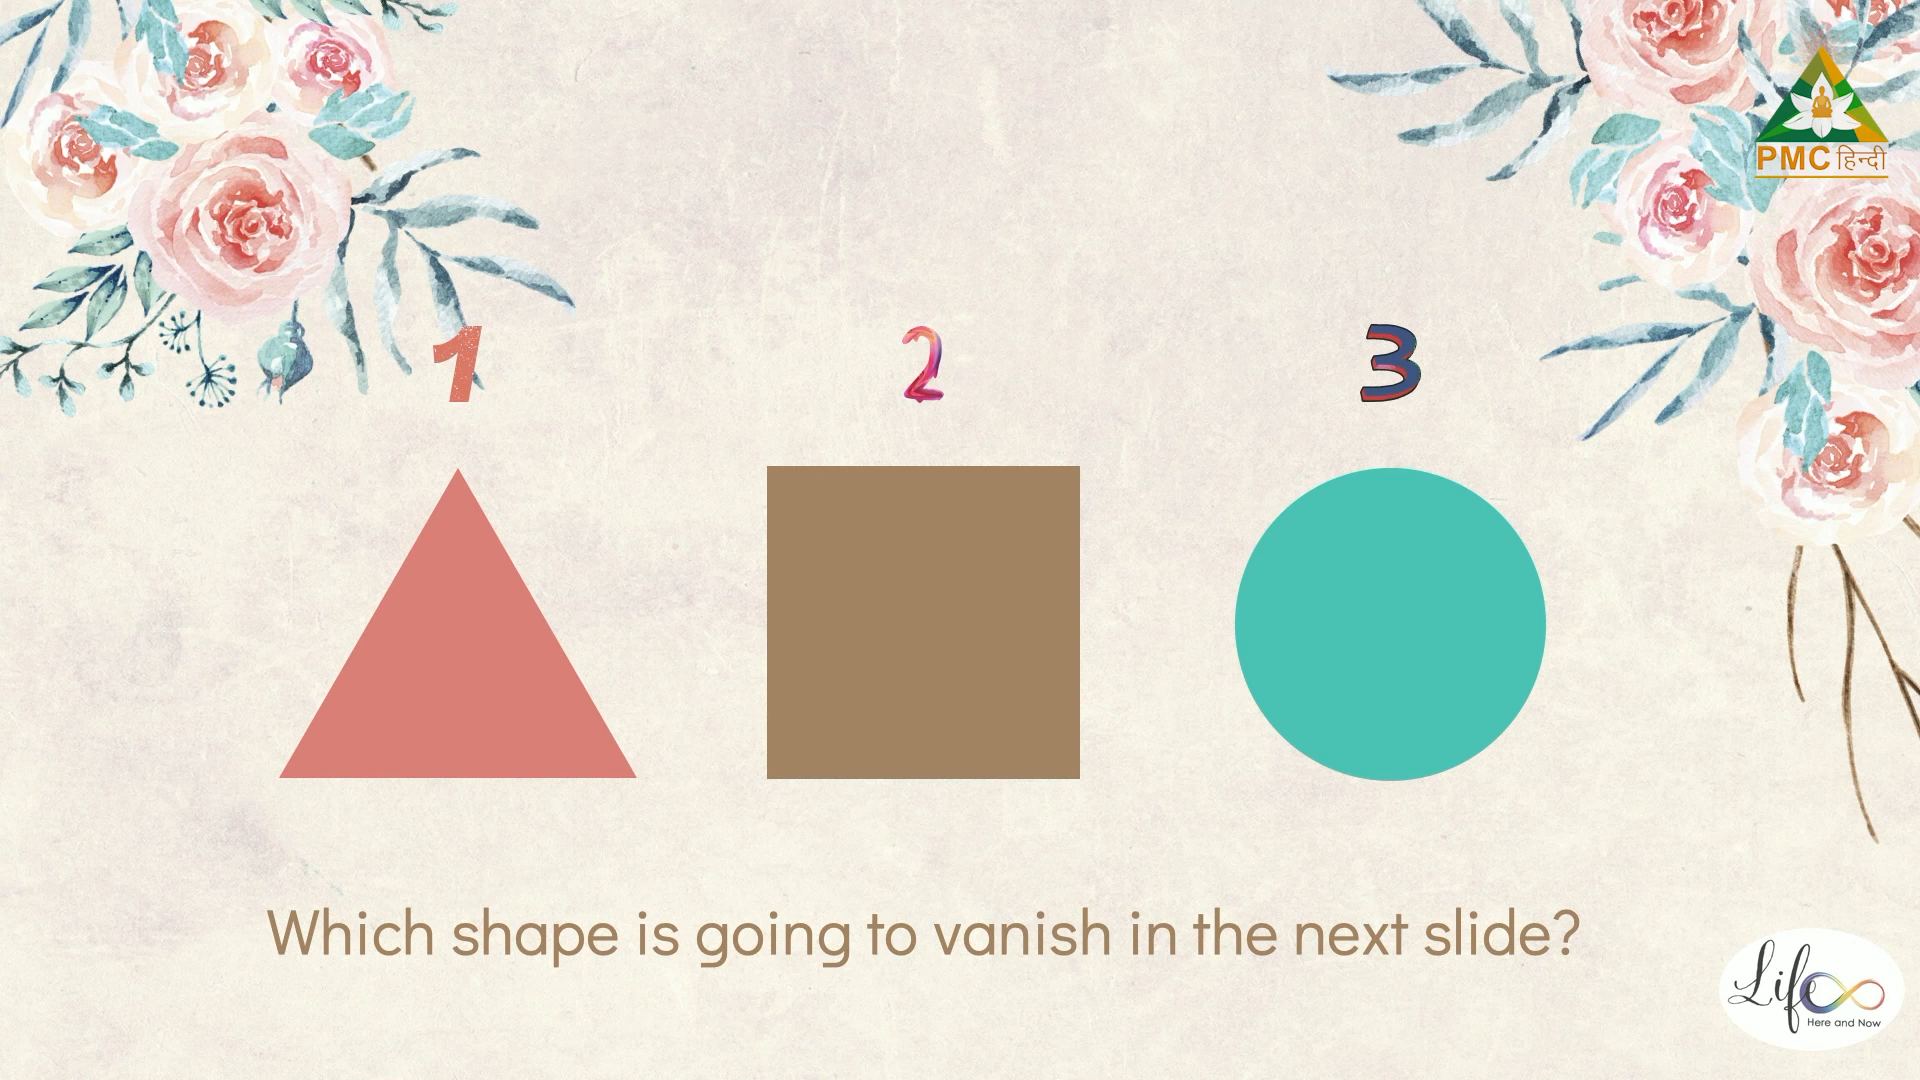 PMC हिन्दी
1
2
3
Which shape is going to vanish in the next slide?
Life
Here and Now